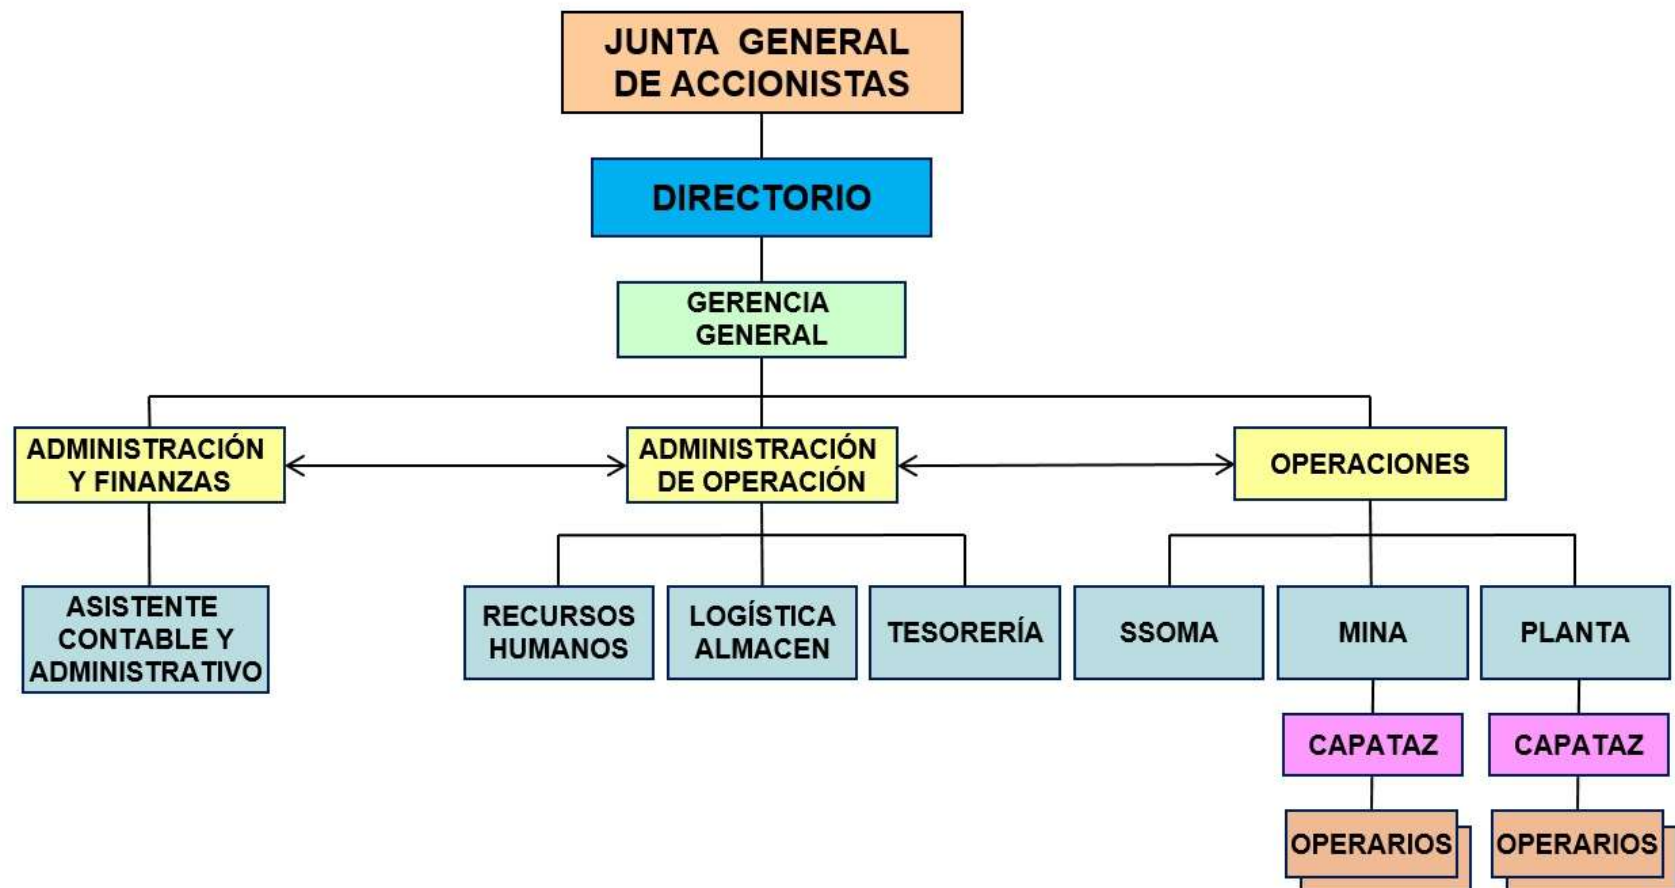 JUNTA GENERAL
DE ACCIONISTAS
DIRECTORIO
GERENCIA
GENERAL
ADMINISTRACIÓN
Y FINANZAS
ADMINISTRACIÓN
DE OPERACIÓN
OPERACIONES
ASISTENTE
CONTABLE Y
ADMINISTRATIVO
RECURSOS
HUMANOS
LOGÍSTICA
ALMACEN
TESORERÍA
SSOMA
MINA
PLANTA
CAPATAZ
CAPATAZ
OPERARIOS
OPERARIOS